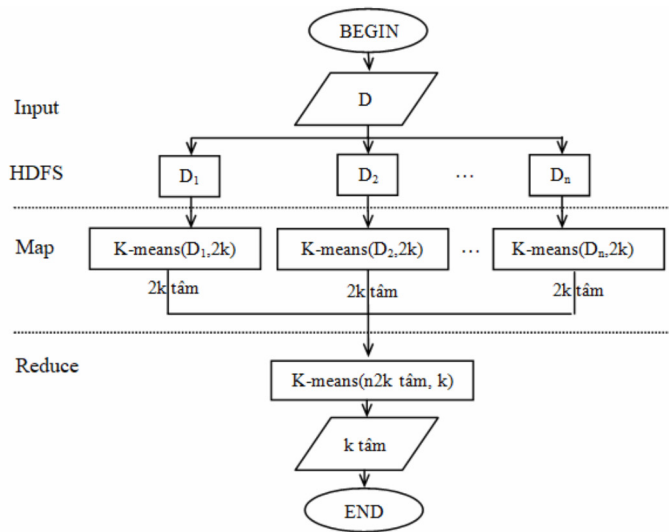 BEGIN
D
Input
HDFS
D₁
D₂
...
Dₙ
Map
K-means(D₁,2k)
K-means(D₂,2k)
...
K-means(Dₙ,2k)
2k tâm
2k tâm
2k tâm
Reduce
K-means(n2k tâm, k)
k tâm
END